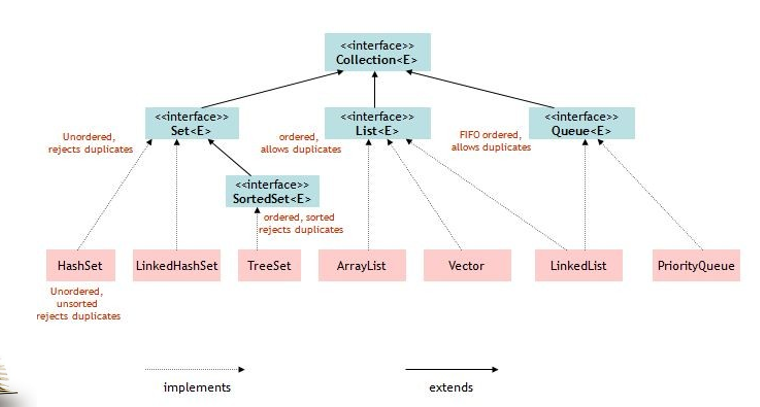 <<interface>>
Collection<E>
<<interface>>
Set<E>
<<interface>>
List<E>
<<interface>>
Queue<E>
Unordered,
rejects duplicates
ordered,
allows duplicates
FIFO ordered,
allows duplicates
<<interface>>
SortedSet<E>
ordered, sorted
rejects duplicates
HashSet
LinkedHashSet
TreeSet
ArrayList
Vector
LinkedList
PriorityQueue
Unordered,
unsorted
rejects duplicates
implements
extends